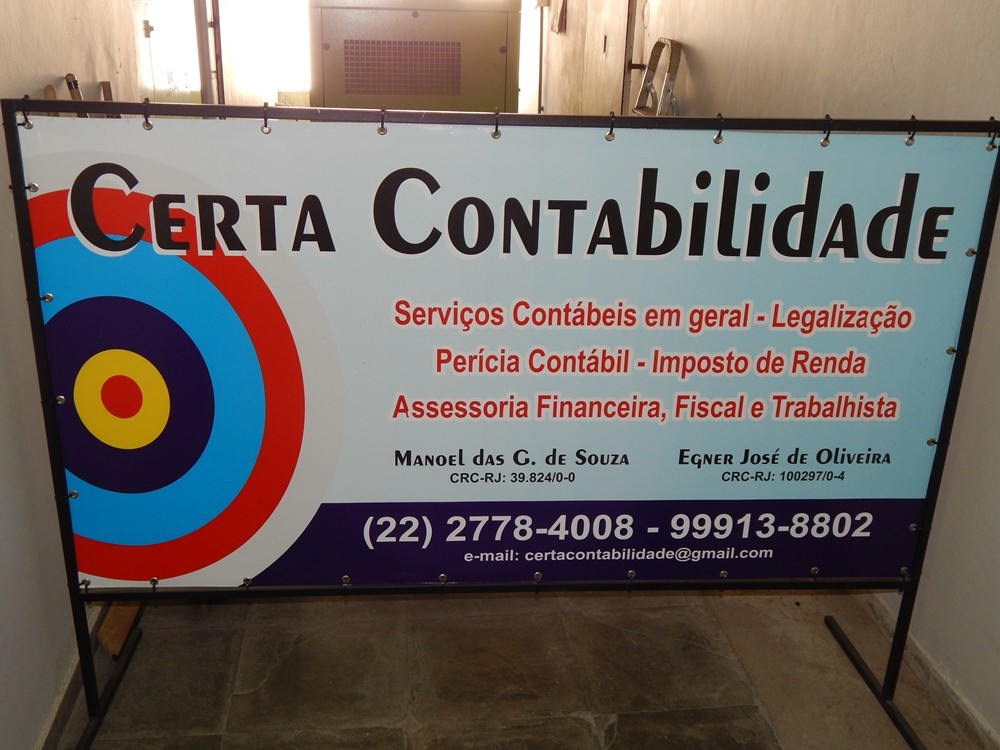 Certa Contabilidade
Serviços Contábeis em geral - Legalização
Perícia Contábil - Imposto de Renda
Assessoria Financeira, Fiscal e Trabalhista
Manoel das G. de Souza
CRC-RJ: 39.824/0-0
Egner José de Oliveira
CRC-RJ: 100297/0-4
(22) 2778-4008 - 99913-8802
e-mail: certacontabilidade@gmail.com